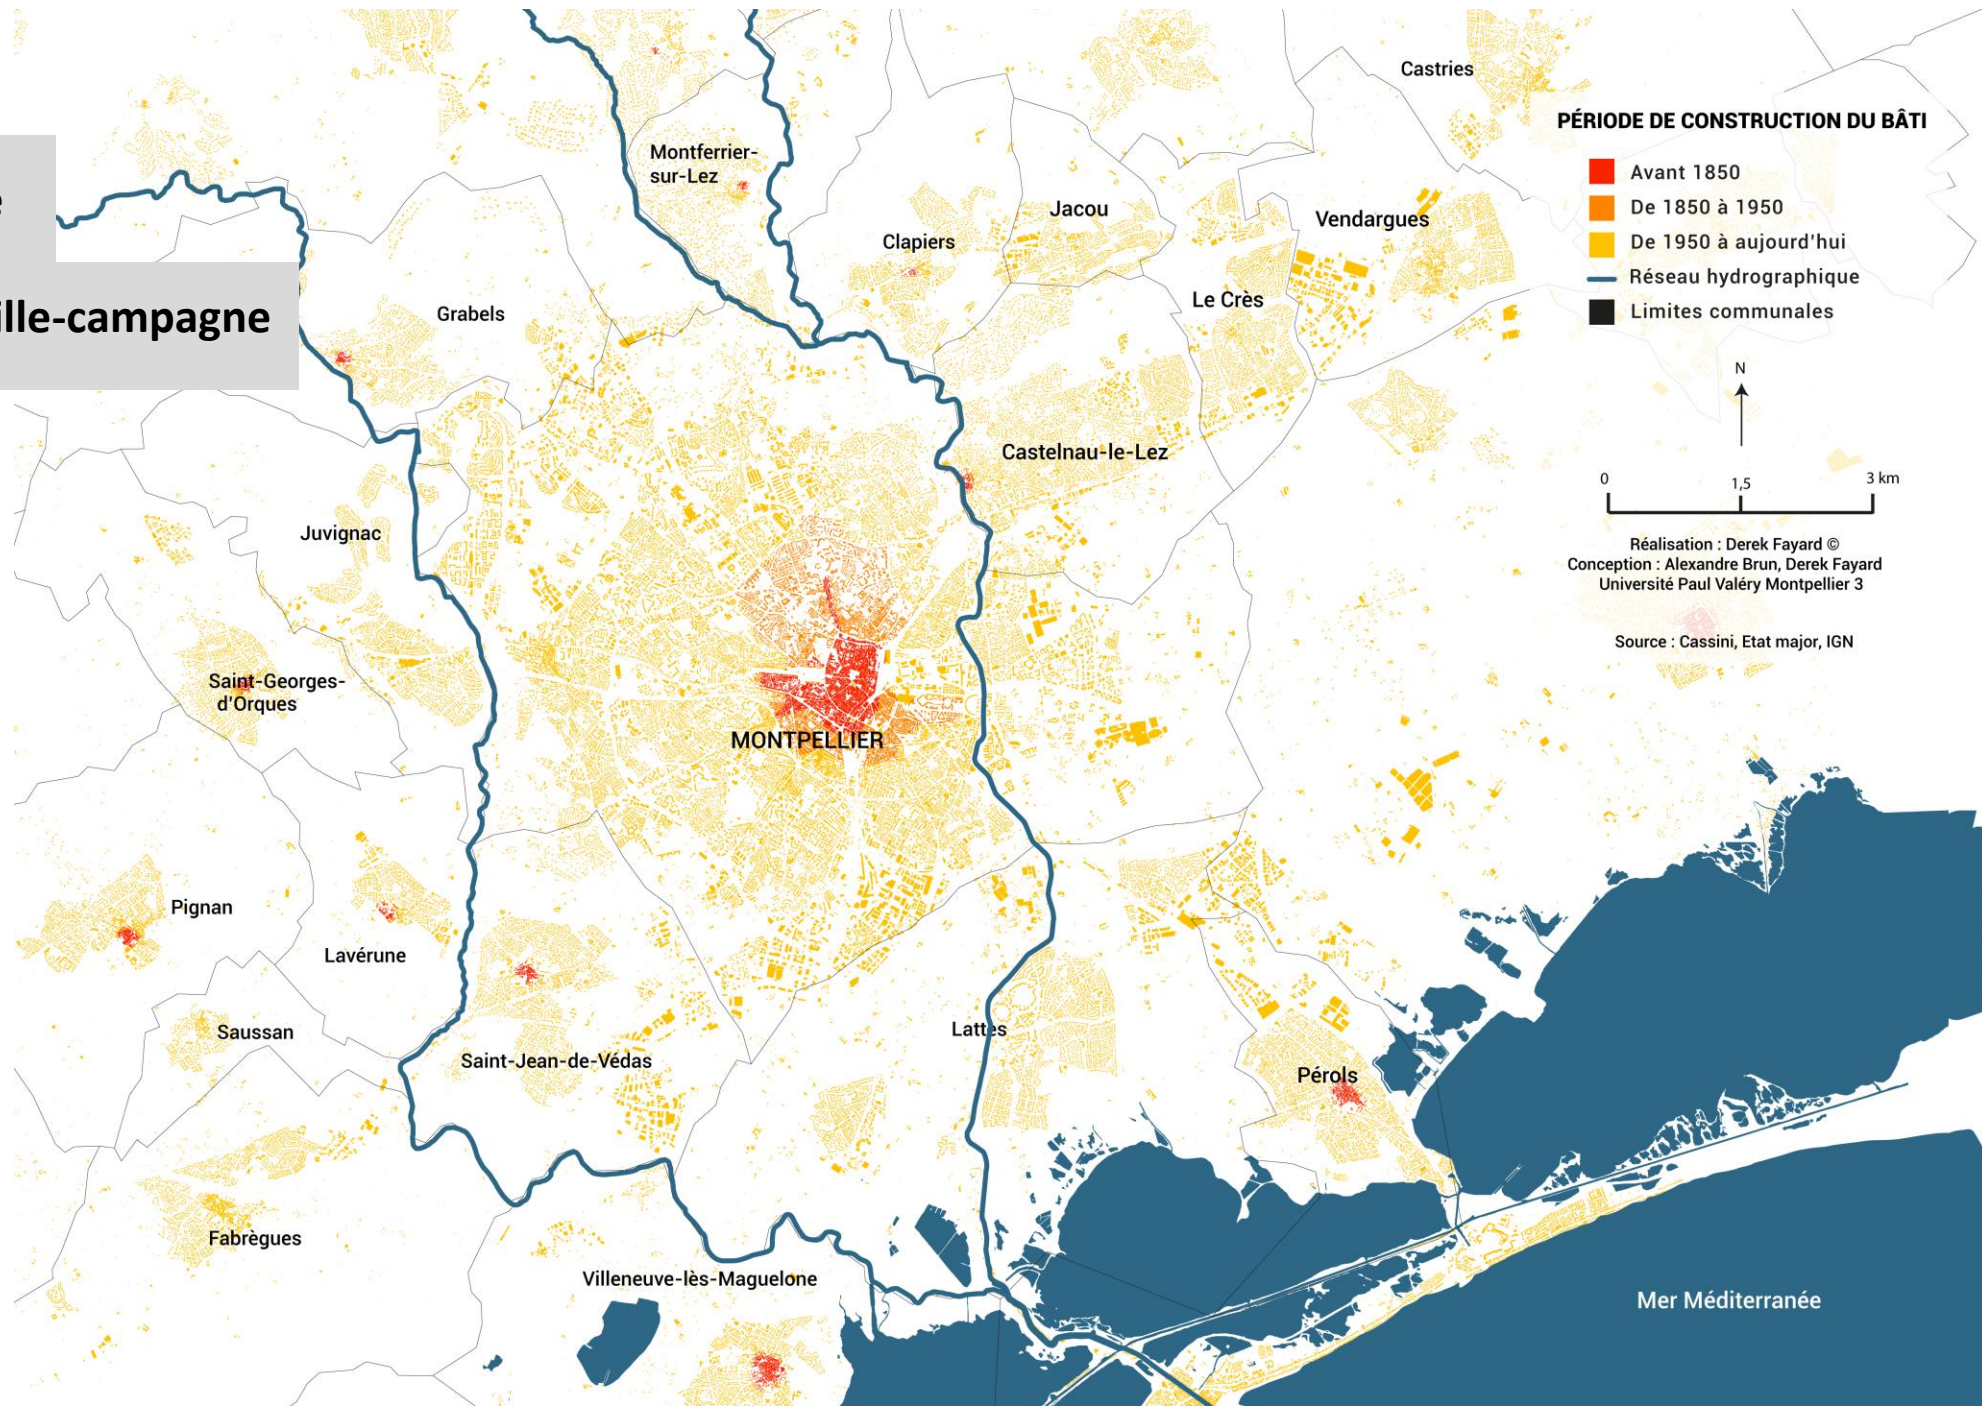 Castries
PÉRIODE DE CONSTRUCTION DU BÂTI
Avant 1850
De 1850 à 1950
De 1950 à aujourd'hui
Réseau hydrographique
Limites communales
Montferrier-
sur-Lez
Jacou
Vendargues
Clapiers
Le Crès
Grabels
ille-campagne
N
0
1,5
3 km
Castelnau-le-Lez
Juvignac
Réalisation : Derek Fayard ©
Conception : Alexandre Brun, Derek Fayard
Université Paul Valéry Montpellier 3
Source : Cassini, Etat major, IGN
Saint-Georges-
d'Orques
MONTPELLIER
Pignan
Lavérune
Saussan
Saint-Jean-de-Védas
Lattes
Pérols
Fabrègues
Villeneuve-lès-Maguelone
Mer Méditerranée